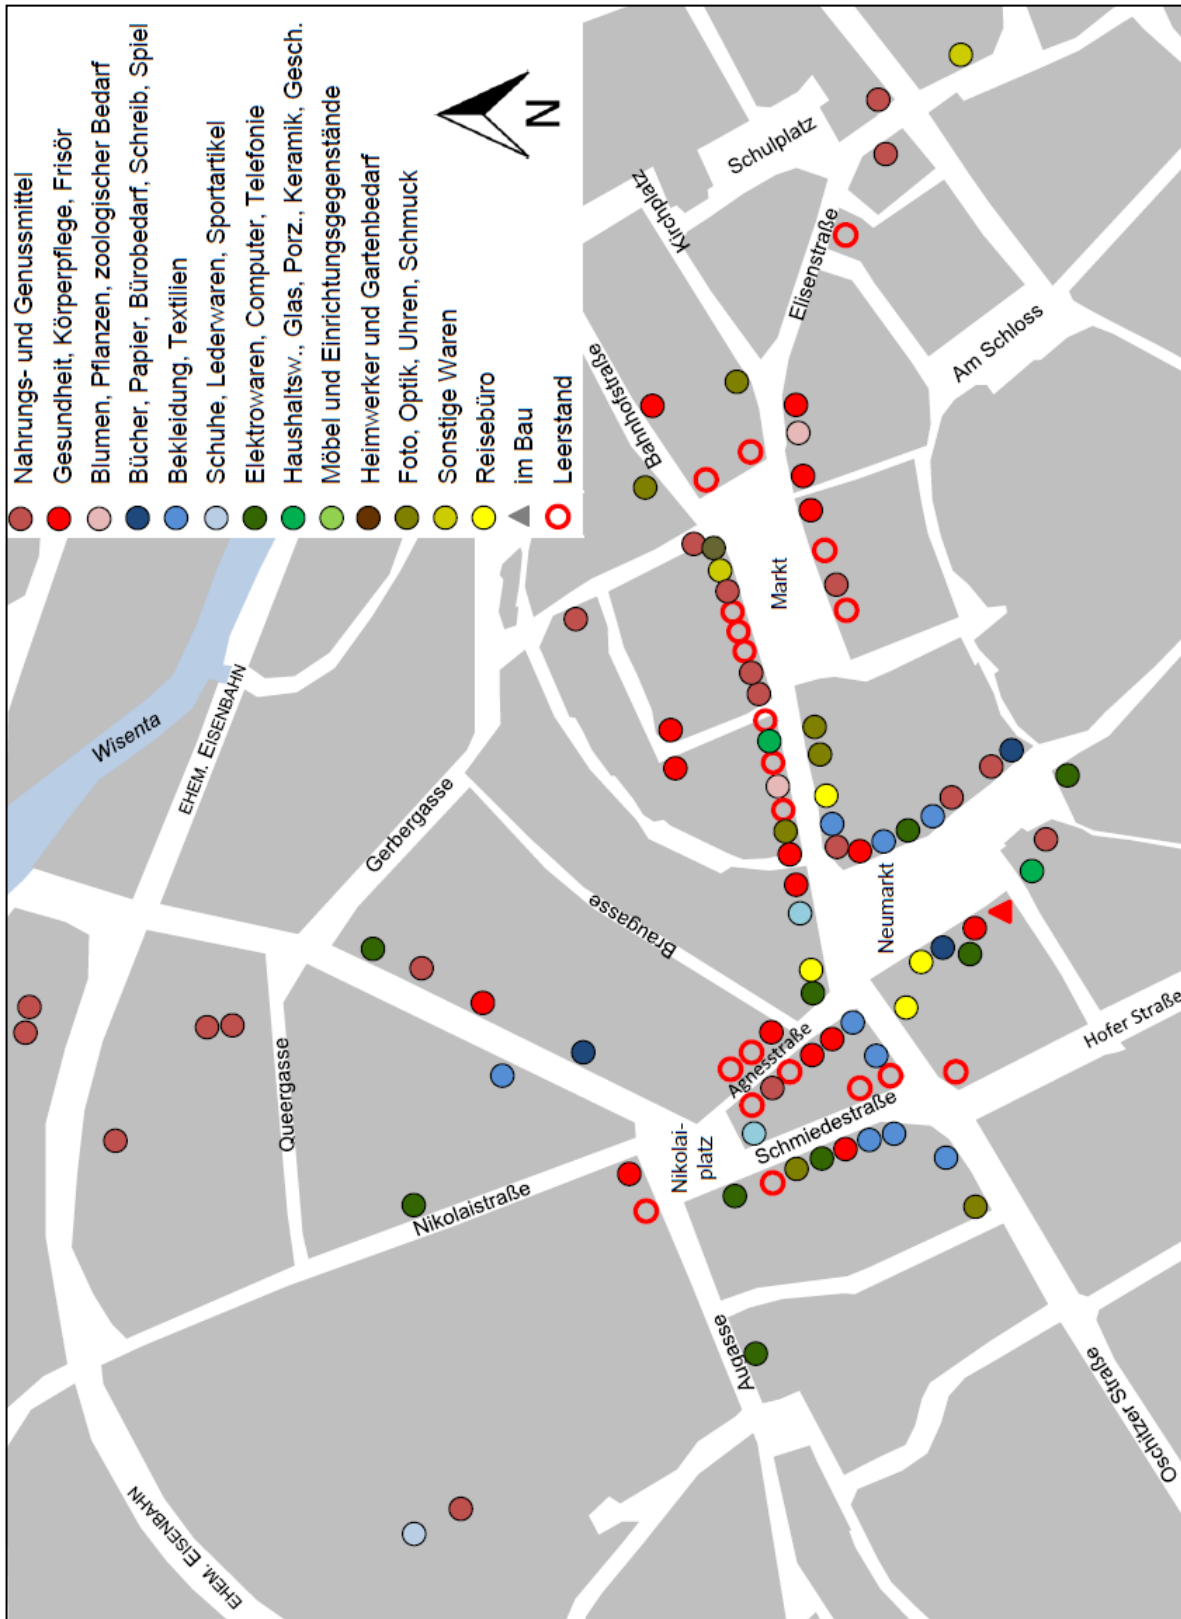 Nahrungs- und Genussmittel
Gesundheit, Körperpflege, Frisör
Blumen, Pflanzen, zoologischer Bedarf
Bücher, Papier, Bürobedarf, Schreib, Spiel
Bekleidung, Textilien
Schuhe, Lederwaren, Sportartikel
Elektrowaren, Computer, Telefonie
Haushaltsw., Glas, Porz., Keramik, Gesch.
Möbel und Einrichtungsgegenstände
Heimwerker und Gartenbedarf
Foto, Optik, Uhren, Schmuck
Sonstige Waren
Reisebüro
im Bau
Leerstand
N
Wisenta
EHEM. EISENBAHN
Gerbergasse
Braugasse
Queergasse
Nikolaistraße
EHEM. EISENBAHN
Nikolai-
platz
Agnesstraße
Schmiedestraße
Augasse
Oschitzer Straße
Hofer Straße
Neumarkt
Markt
Bahnhofstraße
Kirchplatz
Schulplatz
Elisenstraße
Am Schloss